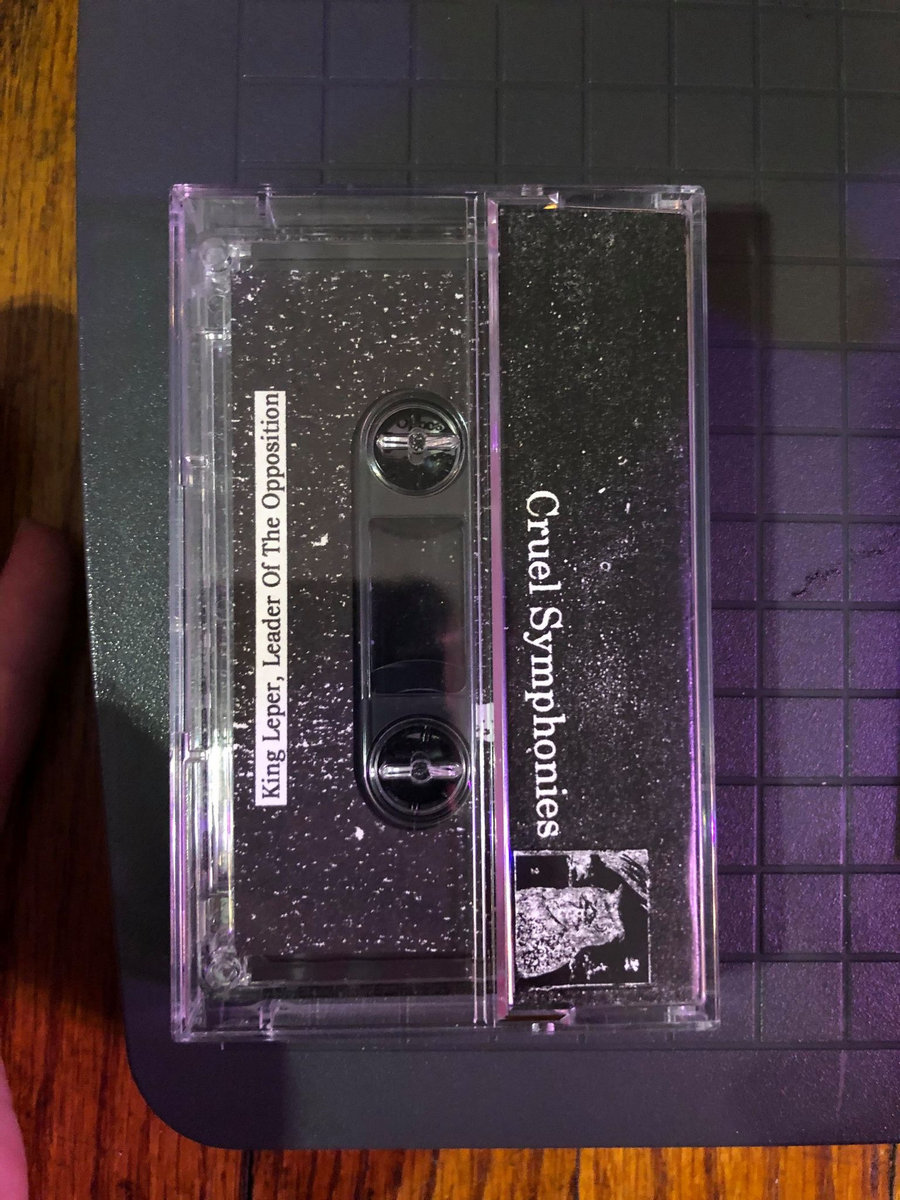 King Leper, Leader Of The Opposition
Cruel Symphonies